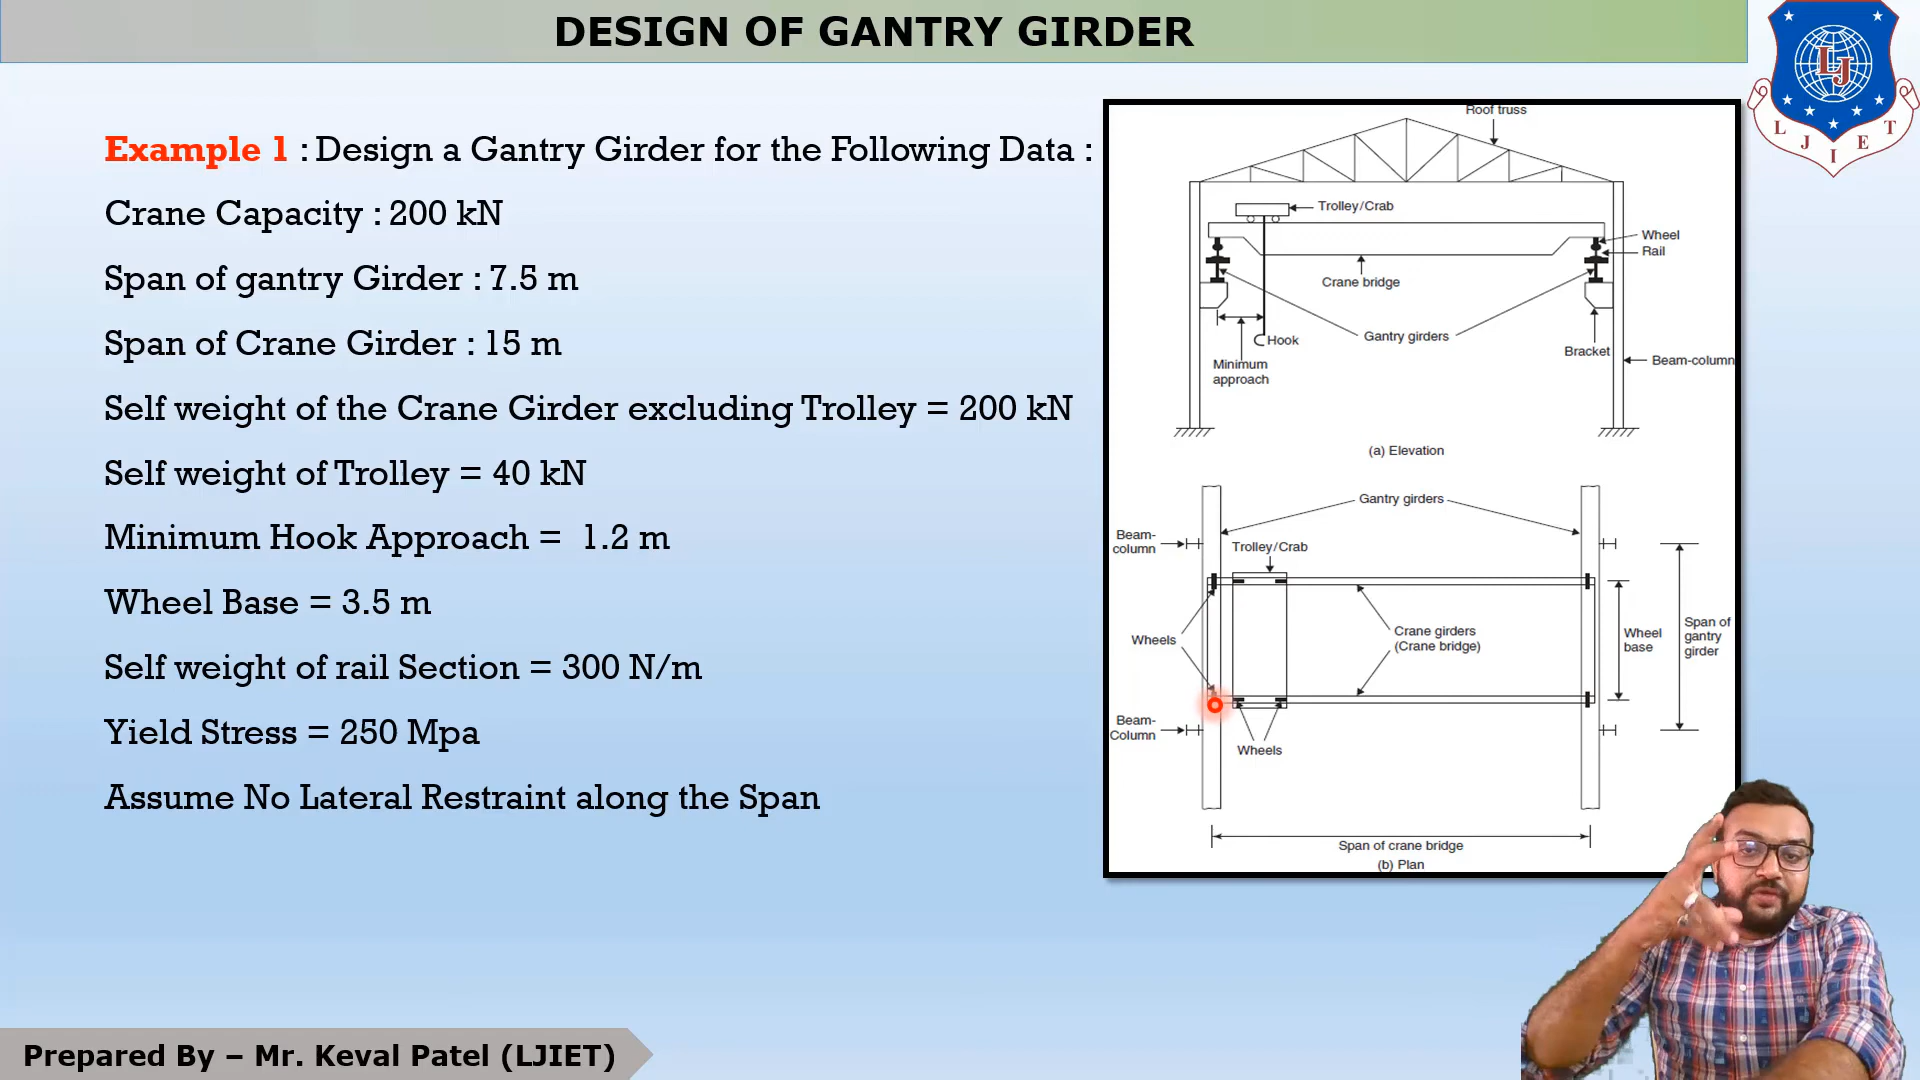 DESIGN OF GANTRY GIRDER
Example 1 : Design a Gantry Girder for the Following Data :
Crane Capacity : 200 kN
Span of gantry Girder : 7.5 m
Span of Crane Girder : 15 m
Self weight of the Crane Girder excluding Trolley = 200 kN
Self weight of Trolley = 40 kN
Minimum Hook Approach = 1.2 m
Wheel Base = 3.5 m
Self weight of rail Section = 300 N/m
Yield Stress = 250 Mpa
Assume No Lateral Restraint along the Span
Roof truss
Trolley/Crab
Wheel
Rail
Crane bridge
Gantry girders
Hook
Minimum
approach
Bracket
Beam-column
(a) Elevation
Gantry girders
Beam-
column
Trolley/Crab
Wheels
Crane girders
(Crane bridge)
Wheel
base
Span of
gantry
girder
Beam-
Column
Wheels
Span of crane bridge
(b) Plan
LJ
L J I E T
Prepared By – Mr. Keval Patel (LJIET)